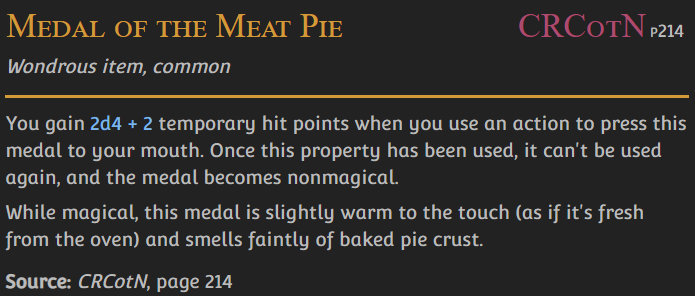 Medal of the Meat Pie CRCotN p214
Wondrous item, common
You gain 2d4 + 2 temporary hit points when you use an action to press this
medal to your mouth. Once this property has been used, it can't be used
again, and the medal becomes nonmagical.
While magical, this medal is slightly warm to the touch (as if it's fresh
from the oven) and smells faintly of baked pie crust.
Source: CRCotN, page 214